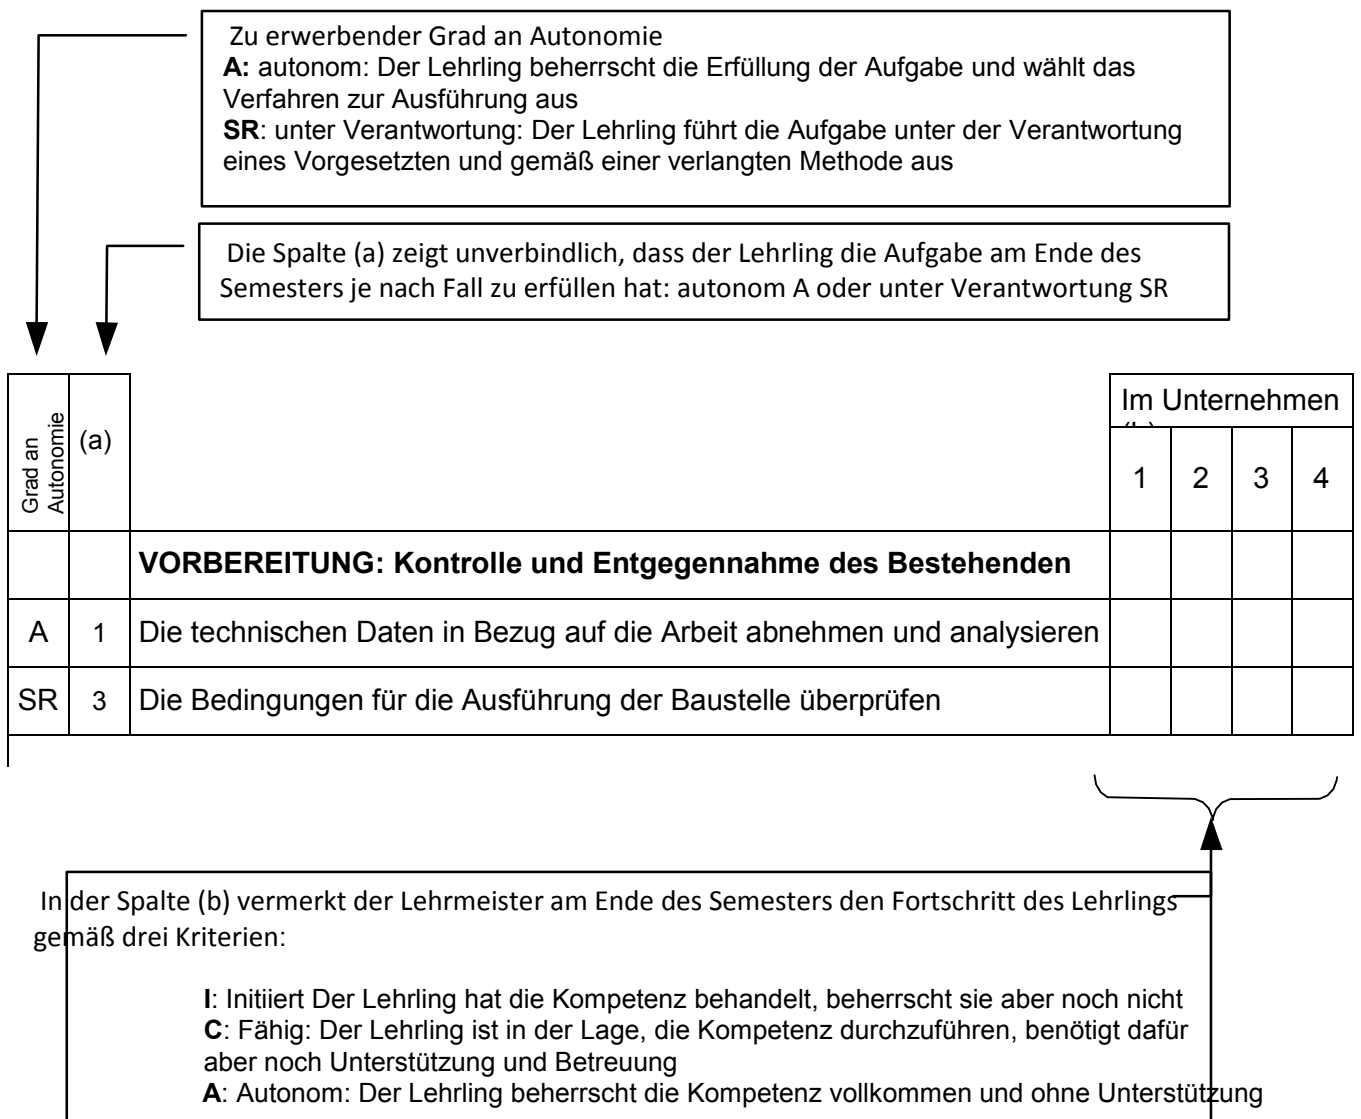 Zu erwerbender Grad an Autonomie
A: autonom: Der Lehrling beherrscht die Erfüllung der Aufgabe und wählt das
Verfahren zur Ausführung aus
SR: unter Verantwortung: Der Lehrling führt die Aufgabe unter der Verantwortung
eines Vorgesetzten und gemäß einer verlangten Methode aus
Die Spalte (a) zeigt unverbindlich, dass der Lehrling die Aufgabe am Ende des
Semesters je nach Fall zu erfüllen hat: autonom A oder unter Verantwortung SR
Grad an
Autonomie
(a)
Im Unternehmen
1 2 3 4
VORBEREITUNG: Kontrolle und Entgegennahme des Bestehenden
A 1 Die technischen Daten in Bezug auf die Arbeit abnehmen und analysieren
SR 3 Die Bedingungen für die Ausführung der Baustelle überprüfen
In der Spalte (b) vermerkt der Lehrmeister am Ende des Semesters den Fortschritt des Lehrlings
gemäß drei Kriterien:
I: Initiiert Der Lehrling hat die Kompetenz behandelt, beherrscht sie aber noch nicht
C: Fähig: Der Lehrling ist in der Lage, die Kompetenz durchzuführen, benötigt dafür
aber noch Unterstützung und Betreuung
A: Autonom: Der Lehrling beherrscht die Kompetenz vollkommen und ohne Unterstützung